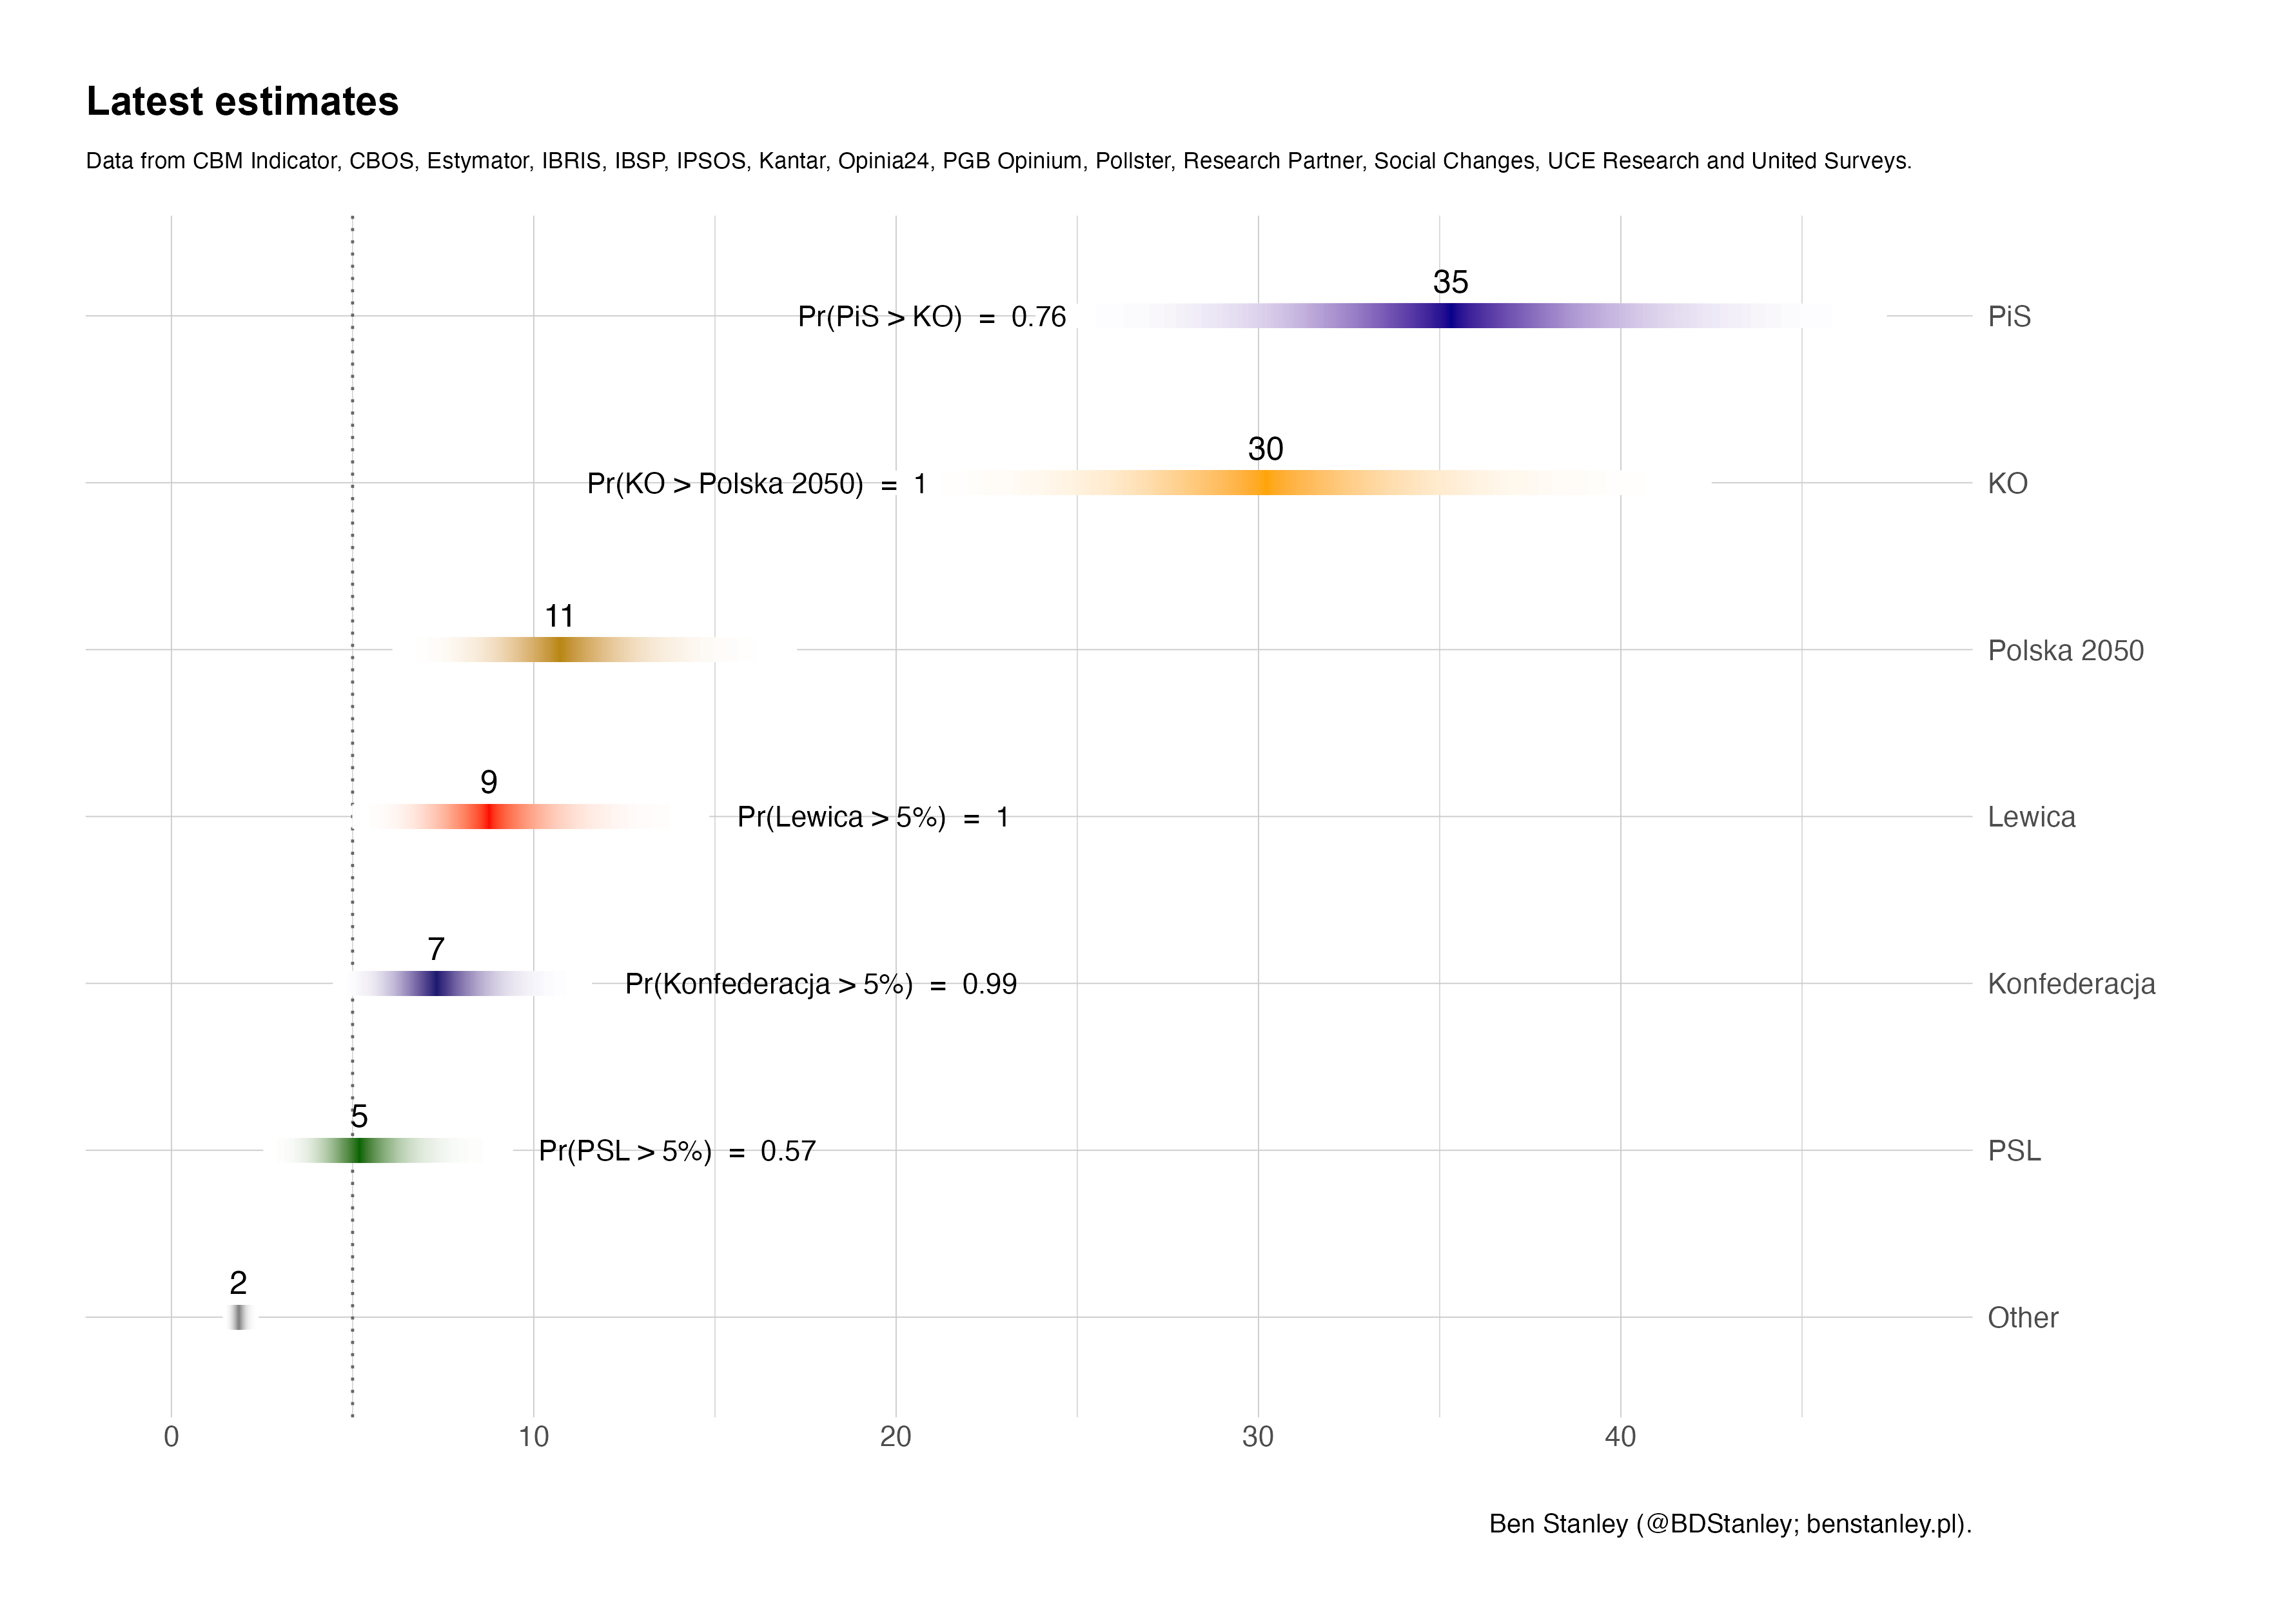 Latest estimates
Data from CBM Indicator, CBOS, Estymator, IBRIS, IBSP, IPSOS, Kantar, Opinia24, PGB Opinium, Pollster, Research Partner, Social Changes, UCE Research and United Surveys.
35
Pr(PiS > KO) = 0.76
PiS
30
Pr(KO > Polska 2050) = 1
KO
11
Polska 2050
9
Pr(Lewica > 5%) = 1
Lewica
7
Pr(Konfederacja > 5%) = 0.99
Konfederacja
5
Pr(PSL > 5%) = 0.57
PSL
2
Other
0 10 20 30 40
Ben Stanley (@BDStanley; benstanley.pl).